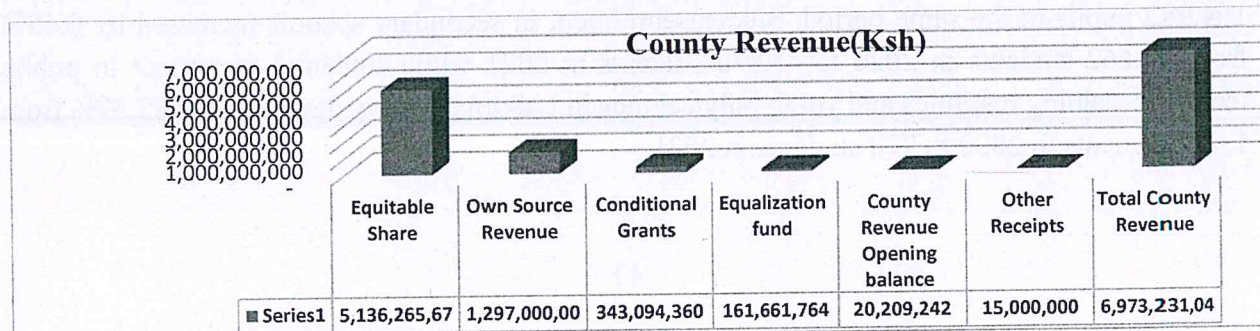 County Revenue(Ksh)
7,000,000,000
6,000,000,000
5,000,000,000
4,000,000,000
3,000,000,000
2,000,000,000
1,000,000,000
-
Equitable Share
Own Source Revenue
Conditional Grants
Equalization fund
County Revenue Opening balance
Other Receipts
Total County Revenue
Series1 5,136,265,67 1,297,000,00 343,094,360 161,661,764 20,209,242 15,000,000 6,973,231,04